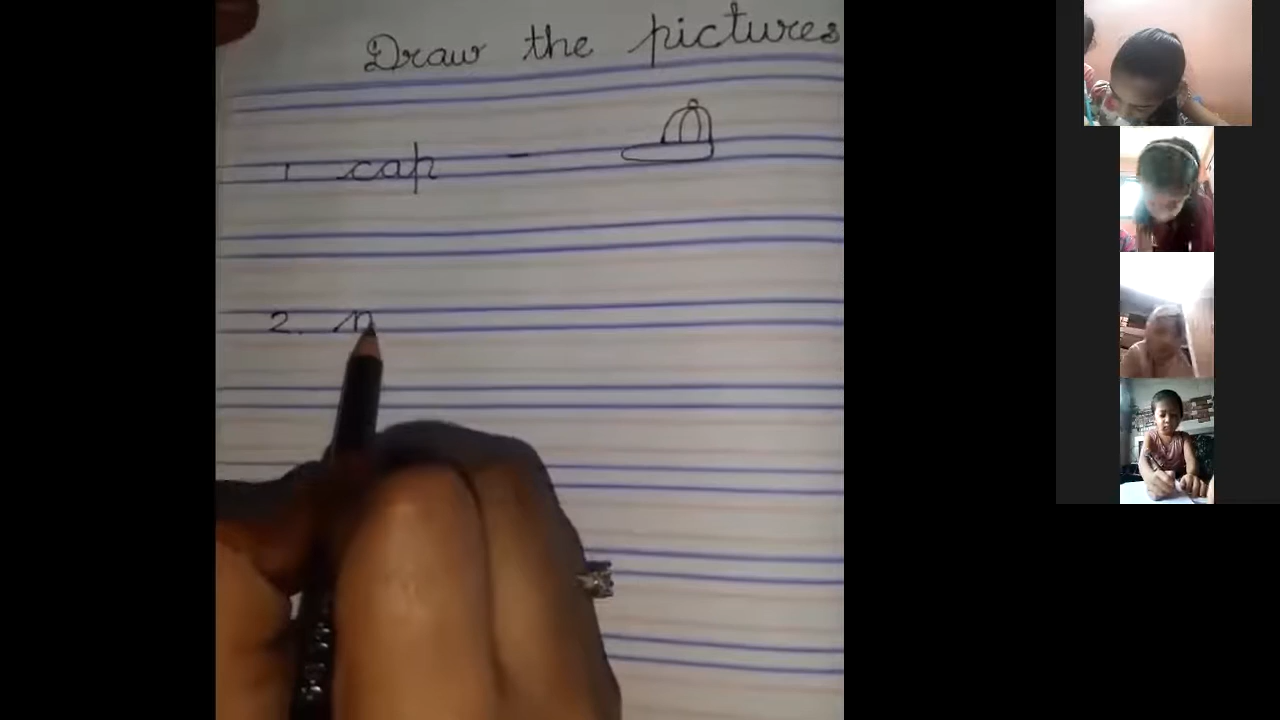 Draw the pictures
1 cap -
2. n